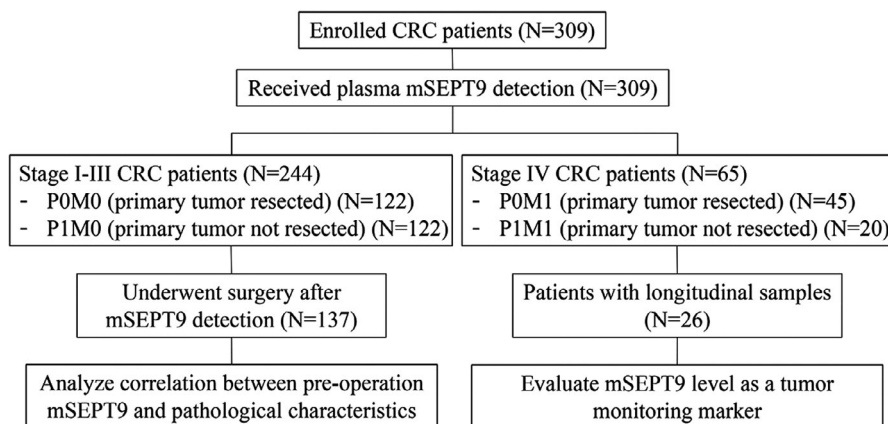 Enrolled CRC patients (N=309)
Received plasma mSEPT9 detection (N=309)
Stage I-III CRC patients (N=244)
- P0M0 (primary tumor resected) (N=122)
- P1M0 (primary tumor not resected) (N=122)
Stage IV CRC patients (N=65)
- P0M1 (primary tumor resected) (N=45)
- P1M1 (primary tumor not resected) (N=20)
Underwent surgery after
mSEPT9 detection (N=137)
Patients with longitudinal samples
(N=26)
Analyze correlation between pre-operation
mSEPT9 and pathological characteristics
Evaluate mSEPT9 level as a tumor
monitoring marker